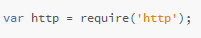 var http = require('http');